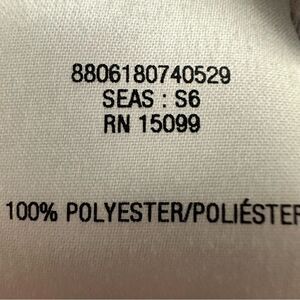 8806180740529
SEAS : S6
RN 15099
100% POLYESTER/POLIÉSTER